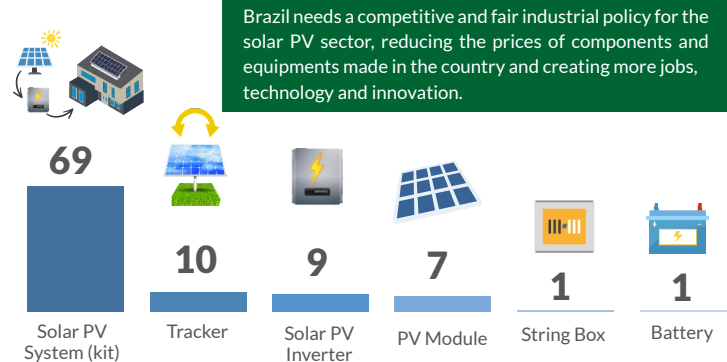 Brazil needs a competitive and fair industrial policy for the
solar PV sector, reducing the prices of components and
equipments made in the country and creating more jobs,
technology and innovation.
69
10
9
7
1
1
Solar PV
System (kit)
Tracker
Solar PV
Inverter
PV Module
String Box
Battery